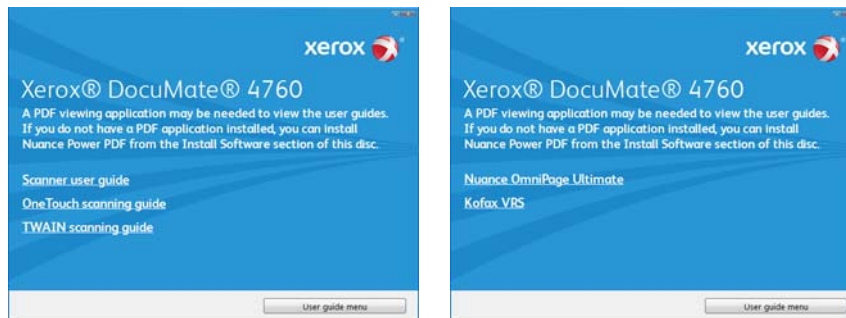 xerox
Xerox® DocuMate® 4760
A PDF viewing application may be needed to view the user guides.
If you do not have a PDF application installed, you can install
Nuance Power PDF from the Install Software section of this disc.
Scanner user guide
OneTouch scanning guide
TWAIN scanning guide
User guide menu
xerox
Xerox® DocuMate® 4760
A PDF viewing application may be needed to view the user guides.
If you do not have a PDF application installed, you can install
Nuance Power PDF from the Install Software section of this disc.
Nuance OmniPage Ultimate
Kofax VRS
User guide menu